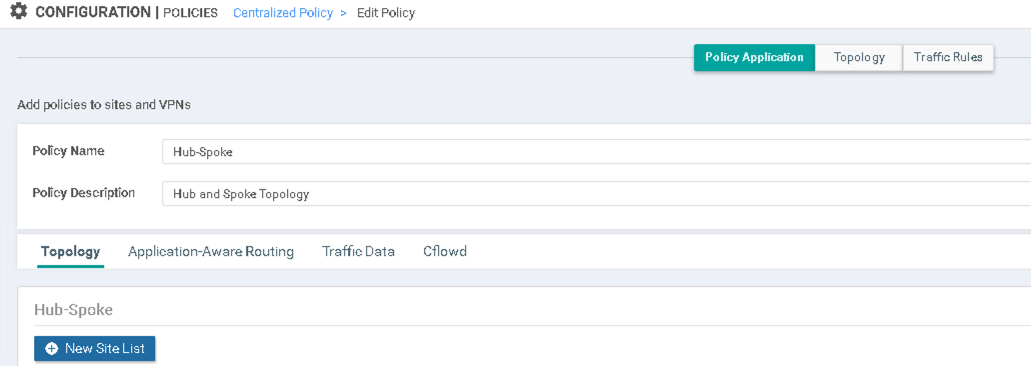 CONFIGURATION | POLICIES Centralized Policy > Edit Policy
Policy Application Topology Traffic Rules
Add policies to sites and VPNs
Policy Name Hub-Spoke
Policy Description Hub and Spoke Topology
Topology Application-Aware Routing Traffic Data Cflowd
Hub-Spoke
New Site List